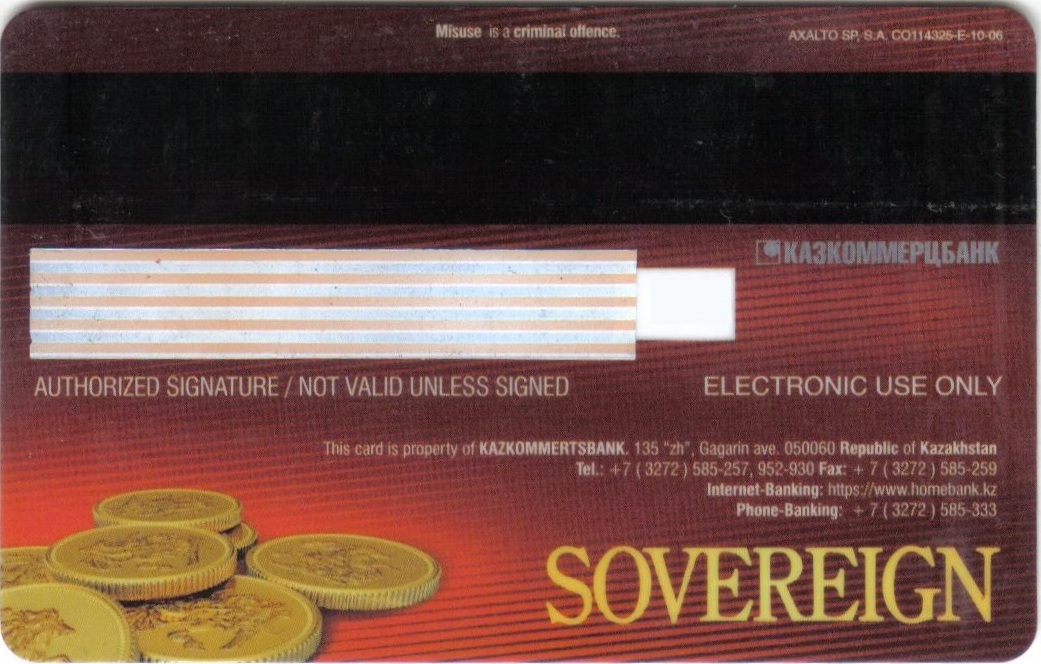 Misuse is a criminal offence.
AXALTO SP, S.A. CO114325-E-10-06
КАЗКОММЕРЦБАНК
AUTHORIZED SIGNATURE / NOT VALID UNLESS SIGNED
ELECTRONIC USE ONLY
This card is property of KAZKOMMERTSBANK. 135 "zh", Gagarin ave. 050060 Republic of Kazakhstan
Tel.: +7 ( 3272 ) 585-257, 952-930 Fax: + 7 ( 3272 ) 585-259
Internet-Banking: https://www.homebank.kz
Phone-Banking: + 7 ( 3272 ) 585-333
SOVEREIGN